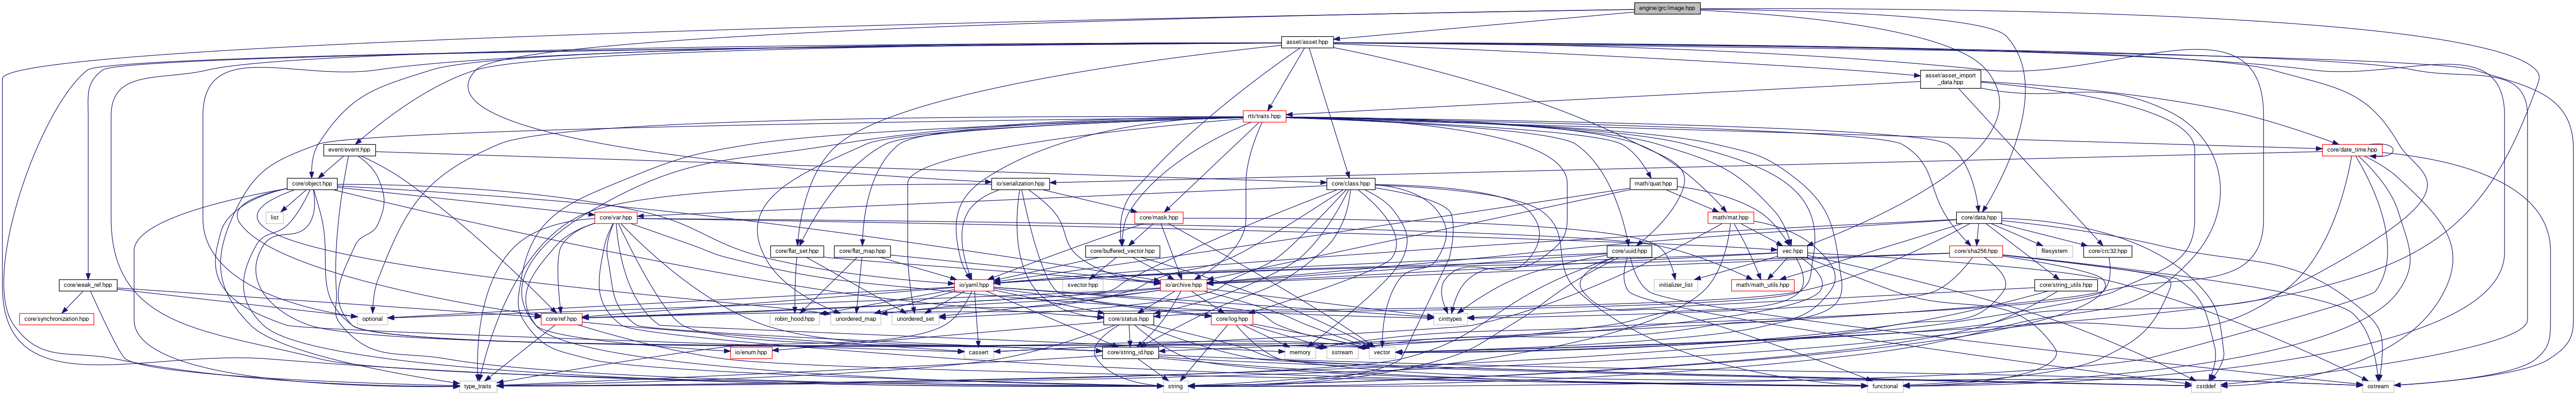 engine/grc/image.hpp
asset/asset.hpp
asset/asset_import
_data.hpp
rtti/traits.hpp
event/event.hpp
core/date_time.hpp
core/object.hpp
io/serialization.hpp
core/class.hpp
math/quat.hpp
list
core/var.hpp
core/mask.hpp
math/mat.hpp
core/data.hpp
core/flat_set.hpp
core/flat_map.hpp
core/buffered_vector.hpp
core/uuid.hpp
vec.hpp
core/sha256.hpp
filesystem
core/crc32.hpp
core/weak_ref.hpp
io/yaml.hpp
svector.hpp
io/archive.hpp
initializer_list
math/math_utils.hpp
core/string_utils.hpp
core/synchronization.hpp
optional
core/ref.hpp
robin_hood.hpp
unordered_map
unordered_set
core/status.hpp
core/log.hpp
cinttypes
io/enum.hpp
cassert
core/string_id.hpp
memory
sstream
vector
type_traits
string
functional
cstddef
ostream